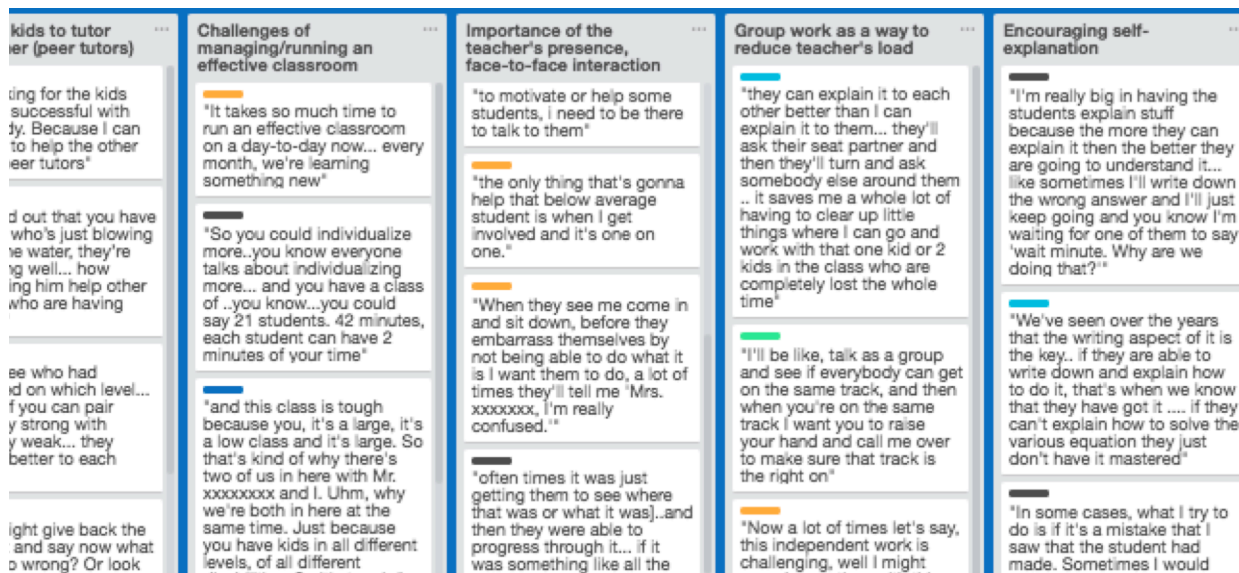 kids to tutor
(peer tutors)
for the kids
successful with
Because I can
to help the other
tutors"
out that you have
who's just blowing
water, they're
well... how
him help other
who are having
who had
on which level...
you can pair
strong with
weak... they
better to each
give back the
and say now what
wrong? Or look
Challenges of
managing/running an
effective classroom
"It takes so much time to
run an effective classroom
on a day-to-day now... every
month, we're learning
something new"
"So you could individualize
more..you know everyone
talks about individualizing
more... and you have a class
of ..you know...you could
say 21 students. 42 minutes,
each student can have 2
minutes of your time"
"and this class is tough
because you, it's a large, it's
a low class and it's large. So
that's kind of why there's
two of us in here with Mr.
xxxxxxxx and I. Uhm, why
we're both in here at the
same time. Just because
you have kids in all different
levels, of all different
Importance of the
teacher's presence,
face-to-face interaction
"to motivate or help some
students, i need to be there
to talk to them"
"the only thing that's gonna
help that below average
student is when I get
involved and it's one on
one."
"When they see me come in
and sit down, before they
embarrass themselves by
not being able to do what it
is I want them to do, a lot of
times they'll tell me 'Mrs.
xxxxxxx, I'm really
confused.'"
"often times it was just
getting them to see where
that was or what it was]..and
then they were able to
progress through it... if it
was something like all the
Group work as a way to
reduce teacher's load
"they can explain it to each
other better than I can
explain it to them... they'll
ask their seat partner and
then they'll turn and ask
somebody else around them
.. it saves me a whole lot of
having to clear up little
things where I can go and
work with that one kid or 2
kids in the class who are
completely lost the whole
time"
"I'll be like, talk as a group
and see if everybody can get
on the same track, and then
when you're on the same
track I want you to raise
your hand and call me over
to make sure that track is
the right on"
"Now a lot of times let's say,
this independent work is
challenging, well I might
Encouraging self-
explanation
"I'm really big in having the
students explain stuff
because the more they can
explain it then the better they
are going to understand it...
like sometimes I'll write down
the wrong answer and I'll just
keep going and you know I'm
waiting for one of them to say
'wait minute. Why are we
doing that?'"
"We've seen over the years
that the writing aspect of it is
the key.. if they are able to
write down and explain how
to do it, that's when we know
that they have got it .... if they
can't explain how to solve the
various equation they just
don't have it mastered"
"In some cases, what I try to
do is if it's a mistake that I
saw that the student had
made. Sometimes I would